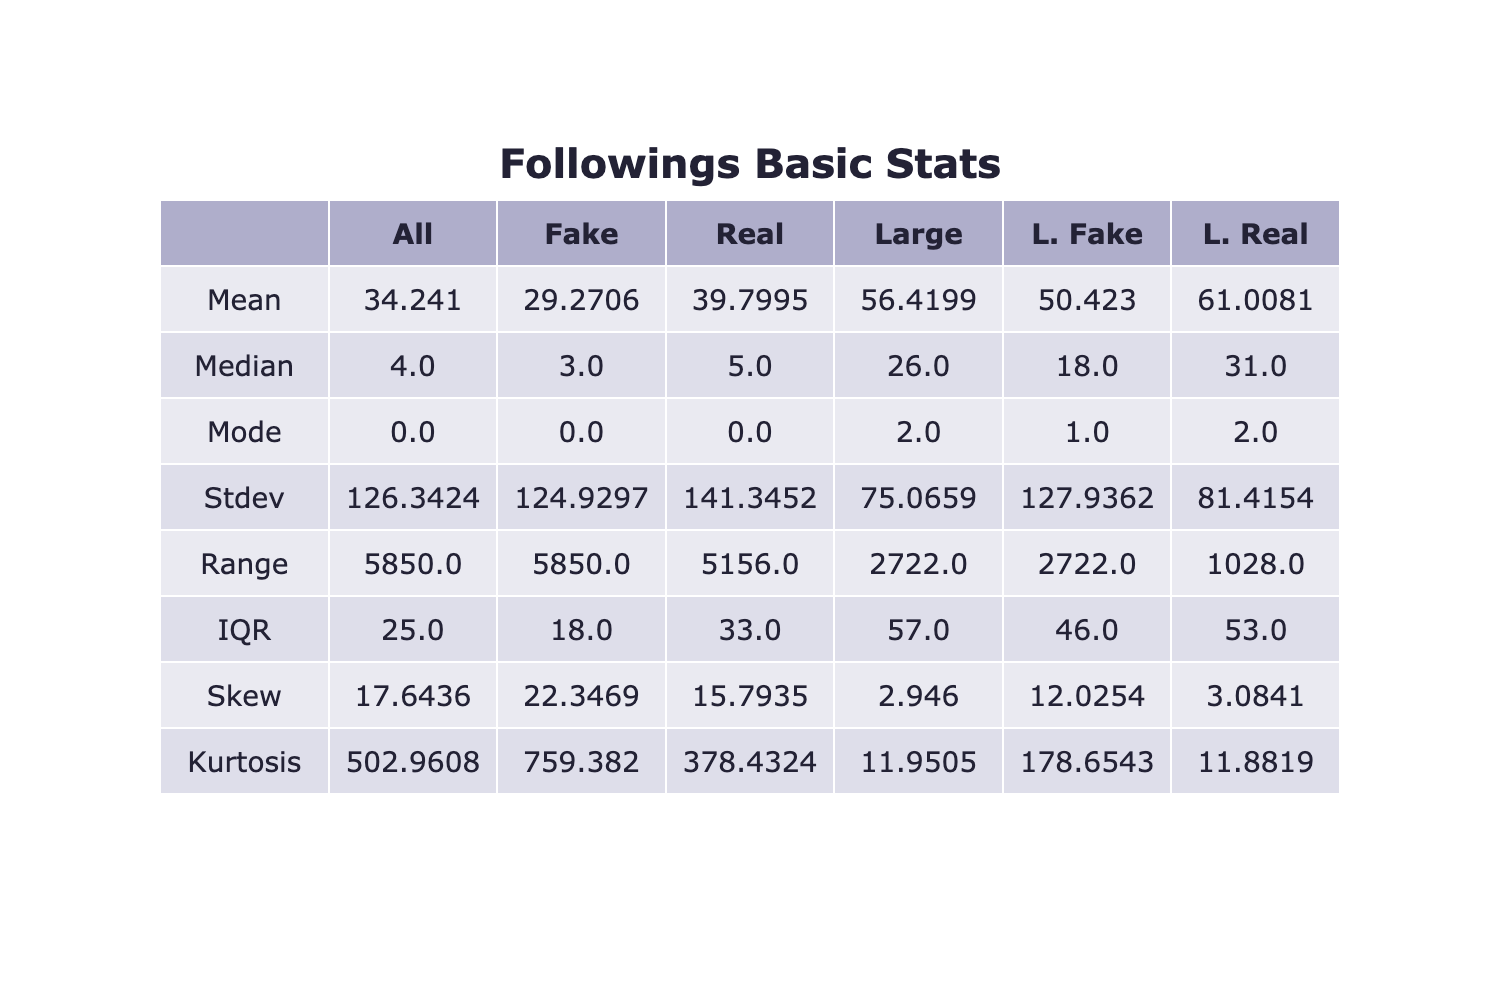 Followings Basic Stats
All Fake Real Large L. Fake L. Real
Mean 34.241 29.2706 39.7995 56.4199 50.423 61.0081
Median 4.0 3.0 5.0 26.0 18.0 31.0
Mode 0.0 0.0 0.0 2.0 1.0 2.0
Stdev 126.3424 124.9297 141.3452 75.0659 127.9362 81.4154
Range 5850.0 5850.0 5156.0 2722.0 2722.0 1028.0
IQR 25.0 18.0 33.0 57.0 46.0 53.0
Skew 17.6436 22.3469 15.7935 2.946 12.0254 3.0841
Kurtosis 502.9608 759.382 378.4324 11.9505 178.6543 11.8819